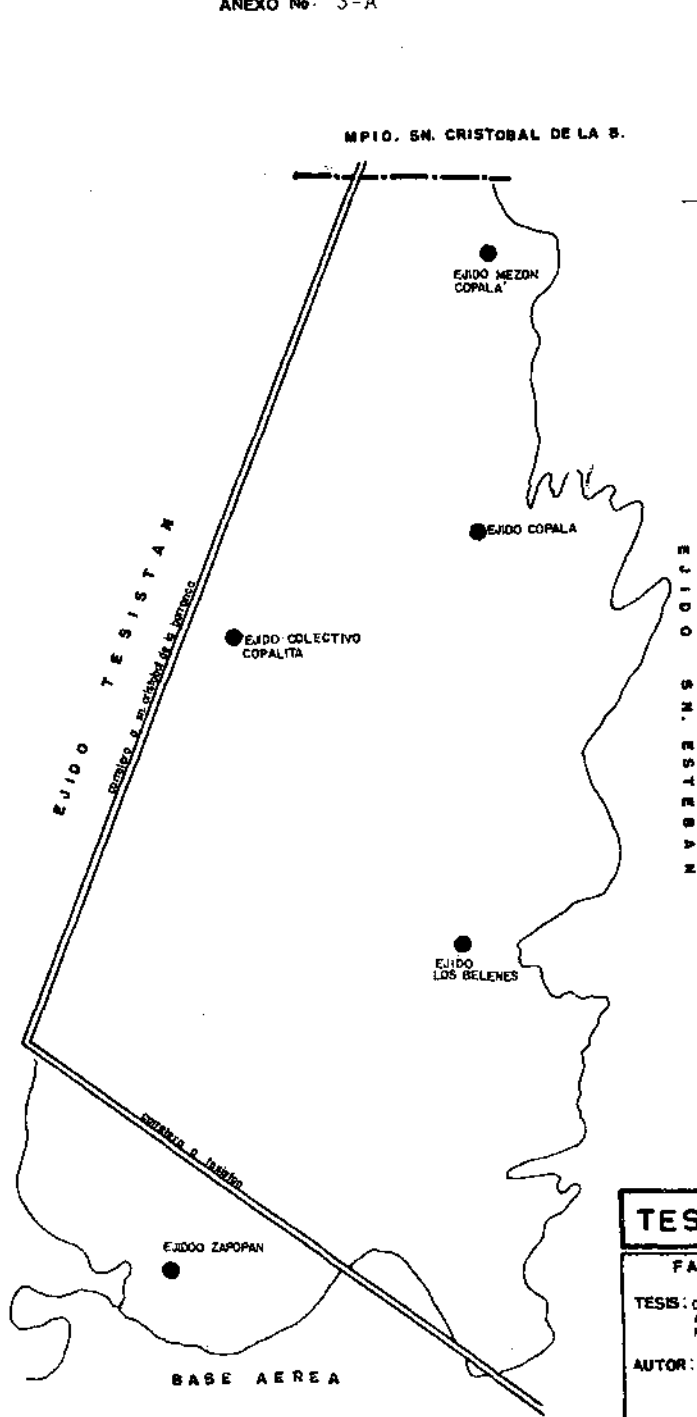 ANEXO No. 3-A
MPIO. SN. CRISTOBAL DE LA B.
EJIDO MEZON
COPALA'
EJIDO COPALA
EJIDO TESISTAN
carretera a sn cristobal de la barranca
EJIDO COLECTIVO
COPALITA
EJIDO SN. ESTEBAN
EJIDO
LOS BELENES
carretera a tesistan
EJIDOO ZAPOPAN
BASE AEREA
TES
FA
TESIS:
AUTOR: